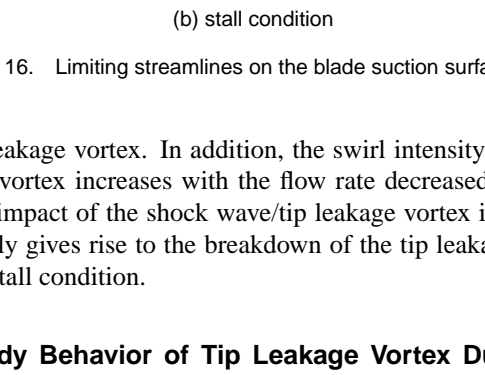 (b) stall condition
16. Limiting streamlines on the blade suction surfa
eakage vortex. In addition, the swirl intensity
vortex increases with the flow rate decreased
impact of the shock wave/tip leakage vortex i
ly gives rise to the breakdown of the tip leaka
tall condition.
dy Behavior of Tip Leakage Vortex Du